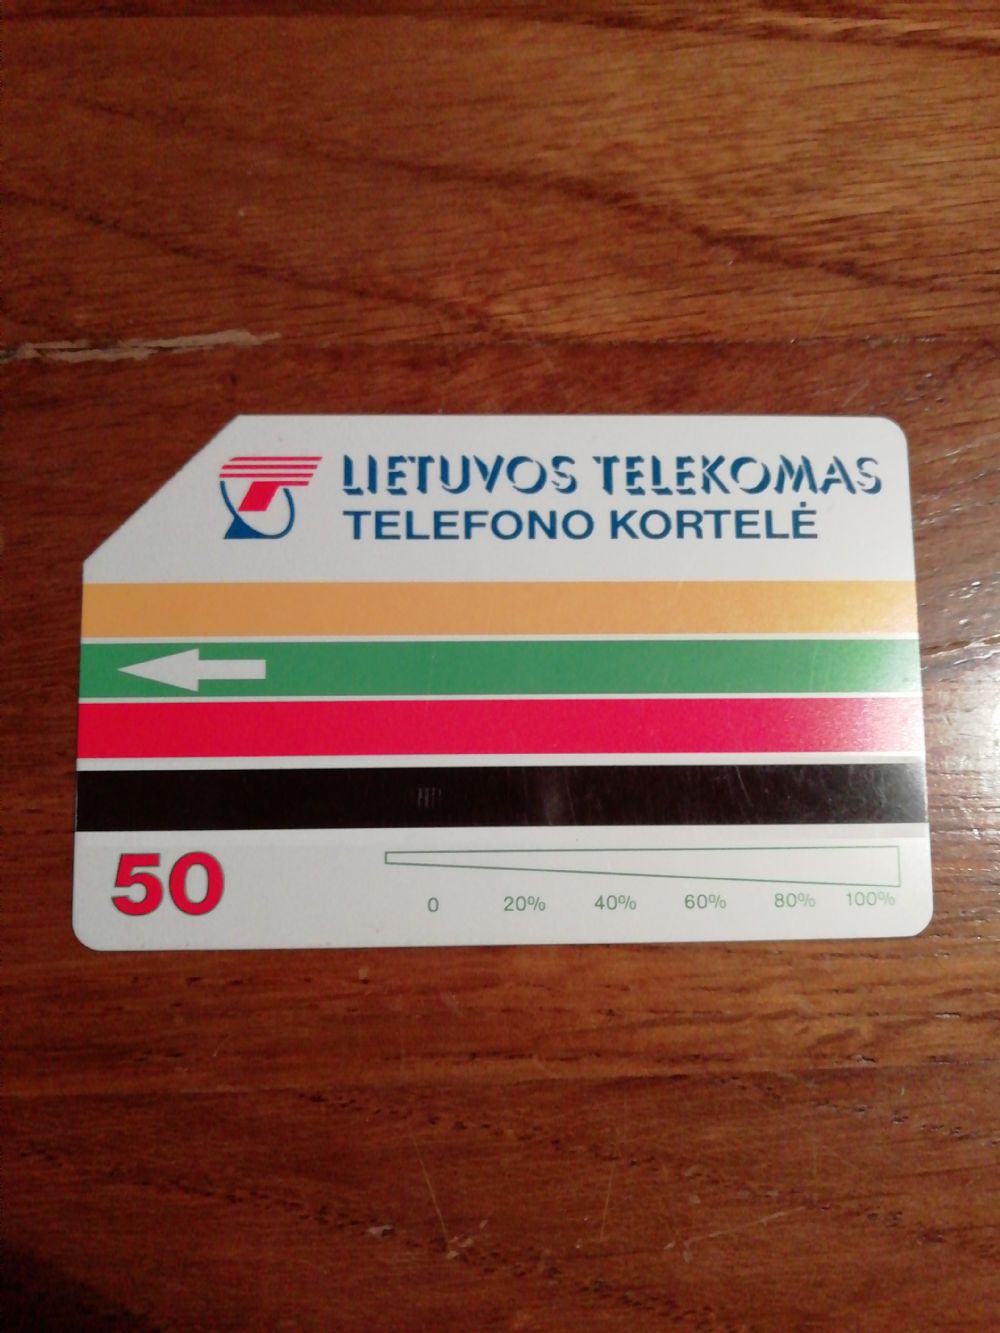 LIETUVOS TELEKOMAS
TELEFONO KORTELĖ
50
0 20% 40% 60% 80% 100%